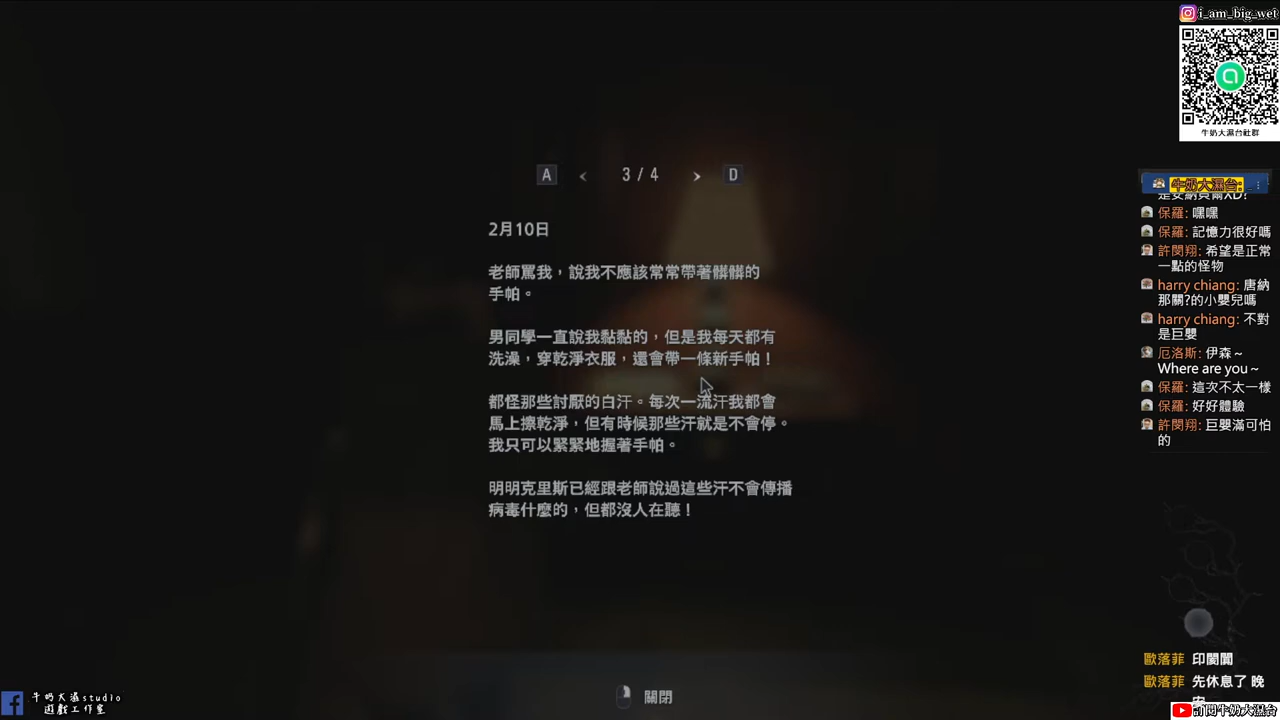 i_am_big_wet
牛奶大濕台社群
A < 3 / 4 > D
2月10日
老師罵我，說我不應該常常帶著髒髒的
手帕。
男同學一直說我黏黏的，但是我每天都有
洗澡，穿乾淨衣服，還會帶一條新手帕！
都怪那些討厭的白汗。每次一流汗我都會
馬上擦乾淨，但有時候那些汗就是不會停。
我只可以緊緊地握著手帕。
明明克里斯已經跟老師說過這些汗不會傳播
病毒什麼的，但都沒人在聽！
關閉
牛奶大濕台:
保羅: 嘿嘿
保羅: 記憶力很好嗎
許閔翔: 希望是正常
一點的怪物
harry chiang: 唐納
那關?的小嬰兒嗎
harry chiang: 不對
是巨嬰
厄洛斯: 伊森~
Where are you~
保羅: 這次不太一樣
保羅: 好好體驗
許閔翔: 巨嬰滿可怕
的
歐落菲 印闐闐
歐落菲 先休息了 晚
訂閱牛奶大濕台
牛奶大濕studio
遊戲工作室